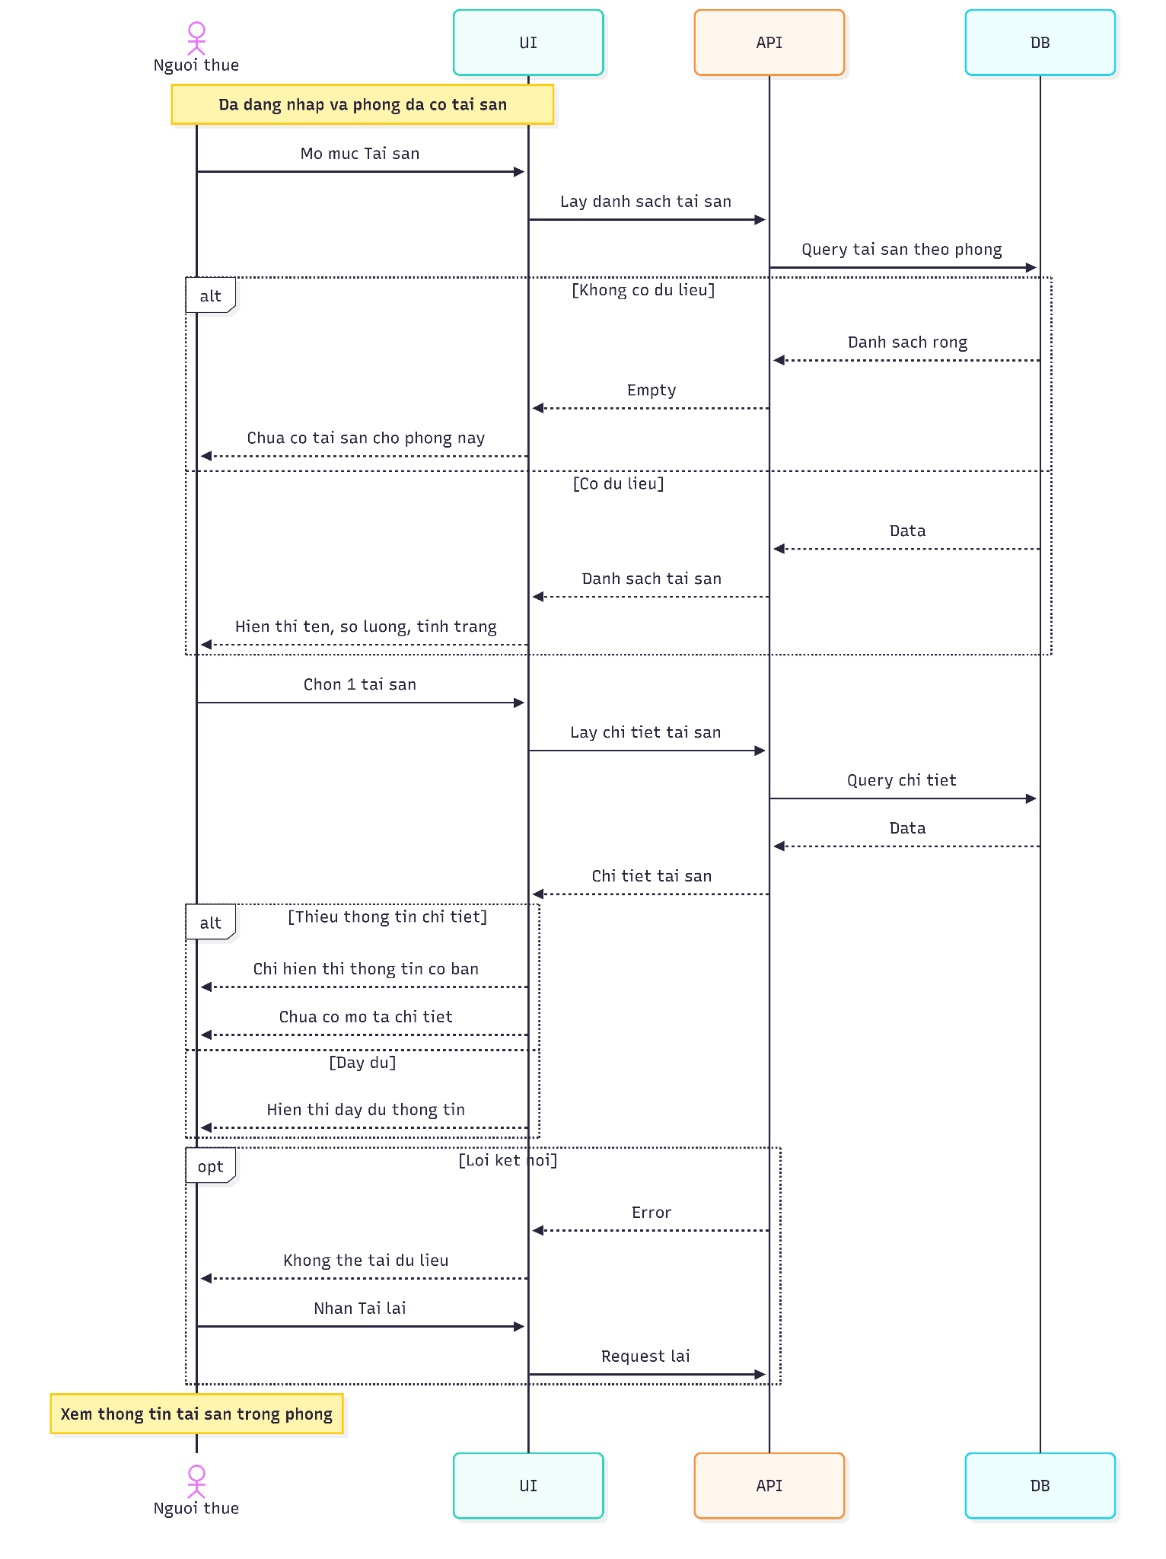 Nguoi thue
UI
API
DB
Da dang nhap va phong da co tai san
Mo muc Tai san
Lay danh sach tai san
Query tai san theo phong
alt
[Khong co du lieu]
Danh sach rong
Empty
Chua co tai san cho phong nay
[Co du lieu]
Data
Danh sach tai san
Hien thi ten, so luong, tinh trang
Chon 1 tai san
Lay chi tiet tai san
Query chi tiet
Data
Chi tiet tai san
alt
[Thieu thong tin chi tiet]
Chi hien thi thong tin co ban
Chua co mo ta chi tiet
[Day du]
Hien thi day du thong tin
opt
[Loi ket noi]
Error
Khong the tai du lieu
Nhan Tai lai
Request lai
Xem thong tin tai san trong phong
Nguoi thue
UI
API
DB